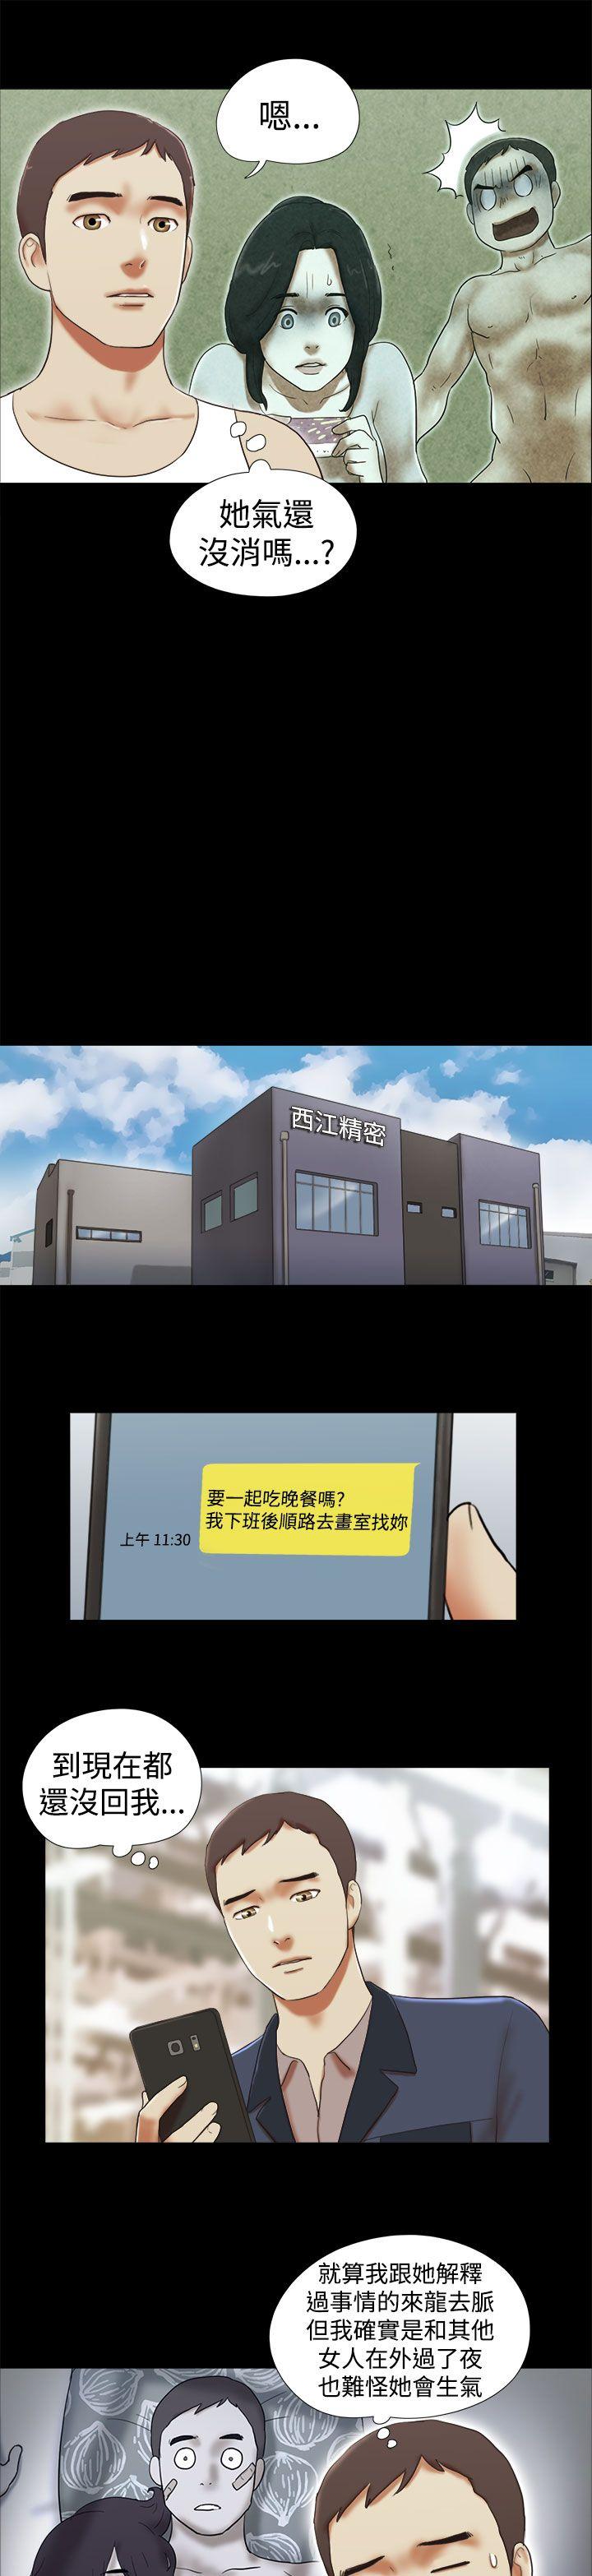 嗯...
她氣還
沒消嗎...?
西江精密
要一起吃晚餐嗎?
我下班後順路去畫室找妳
上午 11:30
到現在都
還沒回我...
就算我跟她解釋
過事情的來龍去脈
但我確實是和其他
女人在外過了夜
也難怪她會生氣